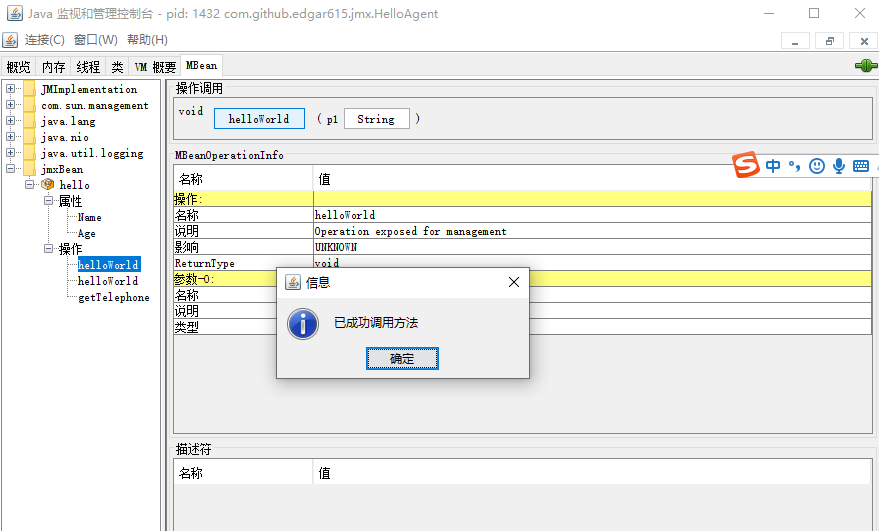 Java 监视和管理控制台 - pid: 1432 com.github.edgar615.jmx.HelloAgent
连接(C) 窗口(W) 帮助(H)
概览 内存 线程 类 VM 概要 MBean
JMImplementation
com.sun.management
java.lang
java.nio
java.util.logging
jmxBean
hello
属性
Name
Age
操作
helloWorld
helloWorld
getTelephone
操作调用
void helloWorld ( p1 String )
MBeanOperationInfo
名称 值
操作:
名称 helloWorld
说明 Operation exposed for management
影响 UNKNOWN
ReturnType void
参数-0:
名称
说明
类型
信息
已成功调用方法
确定
描述符
名称 值
S 中